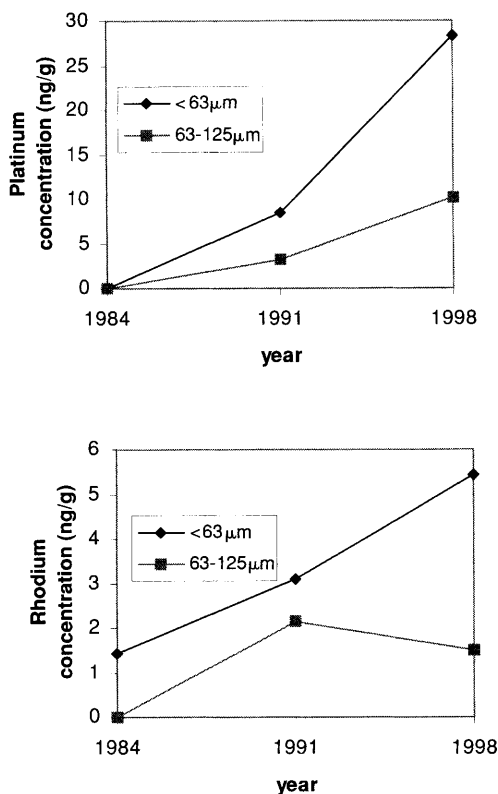 30
25
20
15
10
5
0
Platinum
concentration (ng/g)
<63μm
63-125μm
1984 1991 1998
year
6
5
4
3
2
1
0
Rhodium
concentration (ng/g)
<63μm
63-125μm
1984 1991 1998
year